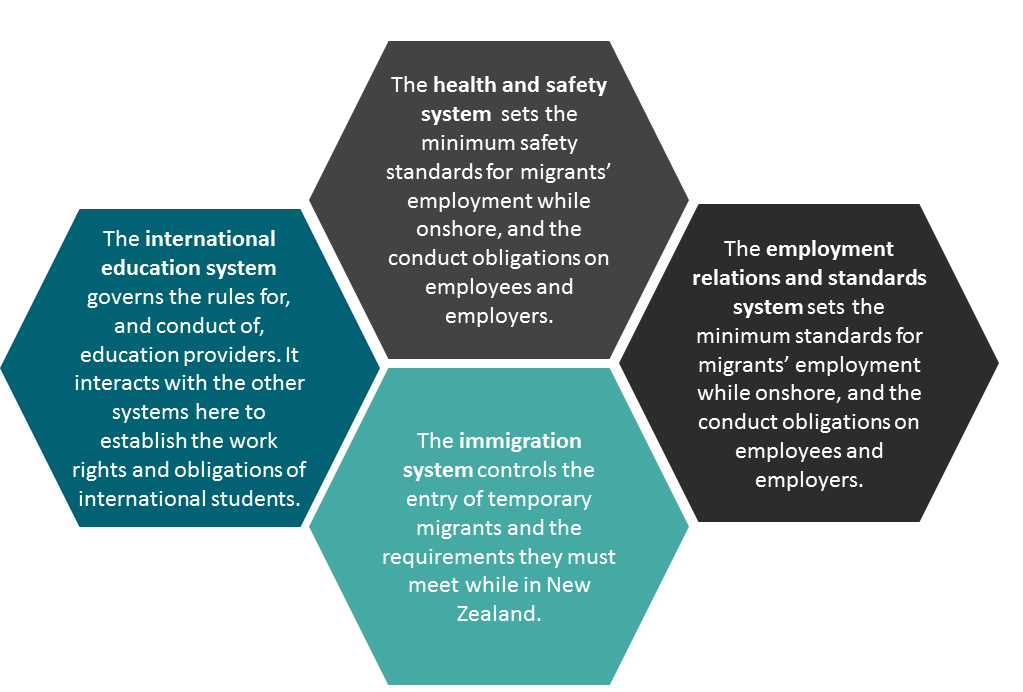 The health and safety
system sets the
minimum safety
standards for migrants’
employment while
onshore, and the
conduct obligations on
employees and
employers.
The international
education system
governs the rules for,
and conduct of,
education providers. It
interacts with the other
systems here to
establish the work
rights and obligations of
international students.
The employment
relations and standards
system sets the
minimum standards for
migrants’ employment
while onshore, and the
conduct obligations on
employees and
employers.
The immigration
system controls the
entry of temporary
migrants and the
requirements they must
meet while in New
Zealand.